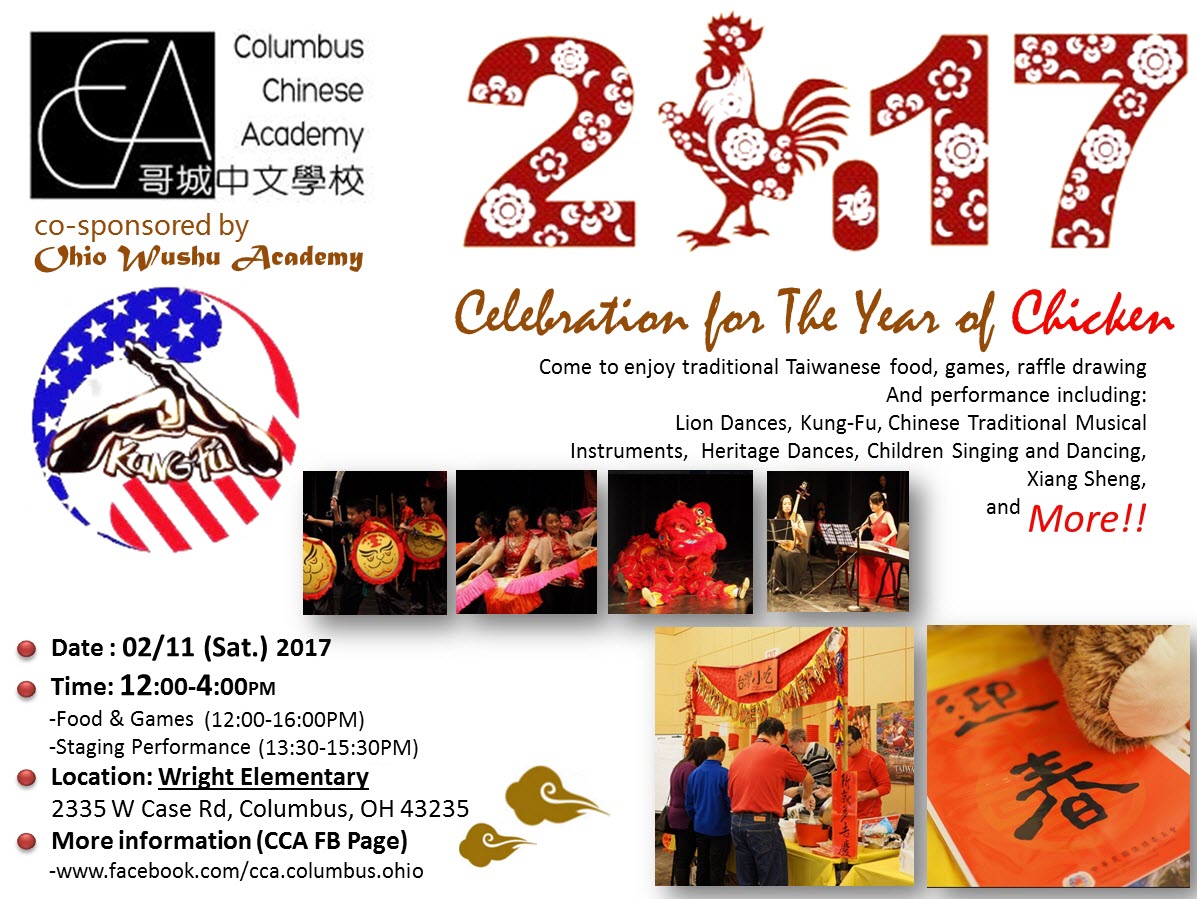 CCA
Columbus
Chinese
Academy
哥城中文學校
co-sponsored by
Ohio Wushu Academy
KUNG-FU
2017
鸡
Celebration for The Year of Chicken
Come to enjoy traditional Taiwanese food, games, raffle drawing
And performance including:
Lion Dances, Kung-Fu, Chinese Traditional Musical
Instruments, Heritage Dances, Children Singing and Dancing,
Xiang Sheng,
and More!!
Date : 02/11 (Sat.) 2017
Time: 12:00-4:00PM
-Food & Games (12:00-16:00PM)
-Staging Performance (13:30-15:30PM)
Location: Wright Elementary
2335 W Case Rd, Columbus, OH 43235
More information (CCA FB Page)
-www.facebook.com/cca.columbus.ohio
台灣小吃
TAIWAN
迎
春